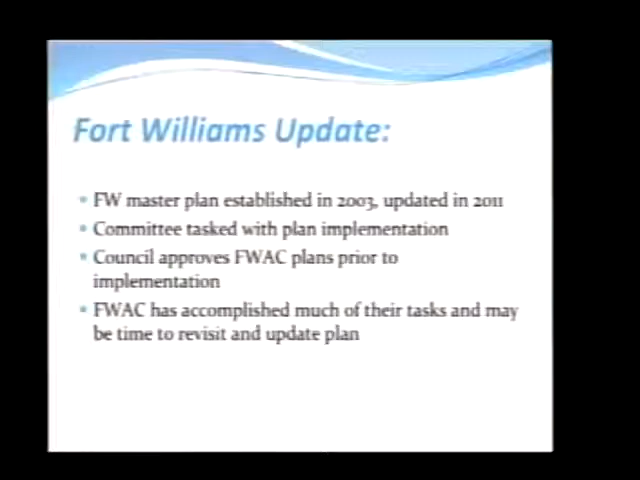 Fort Williams Update:
FW master plan established in 2003, updated in 2011
Committee tasked with plan implementation
Council approves FWAC plans prior to
implementation
FWAC has accomplished much of their tasks and may
be time to revisit and update plan